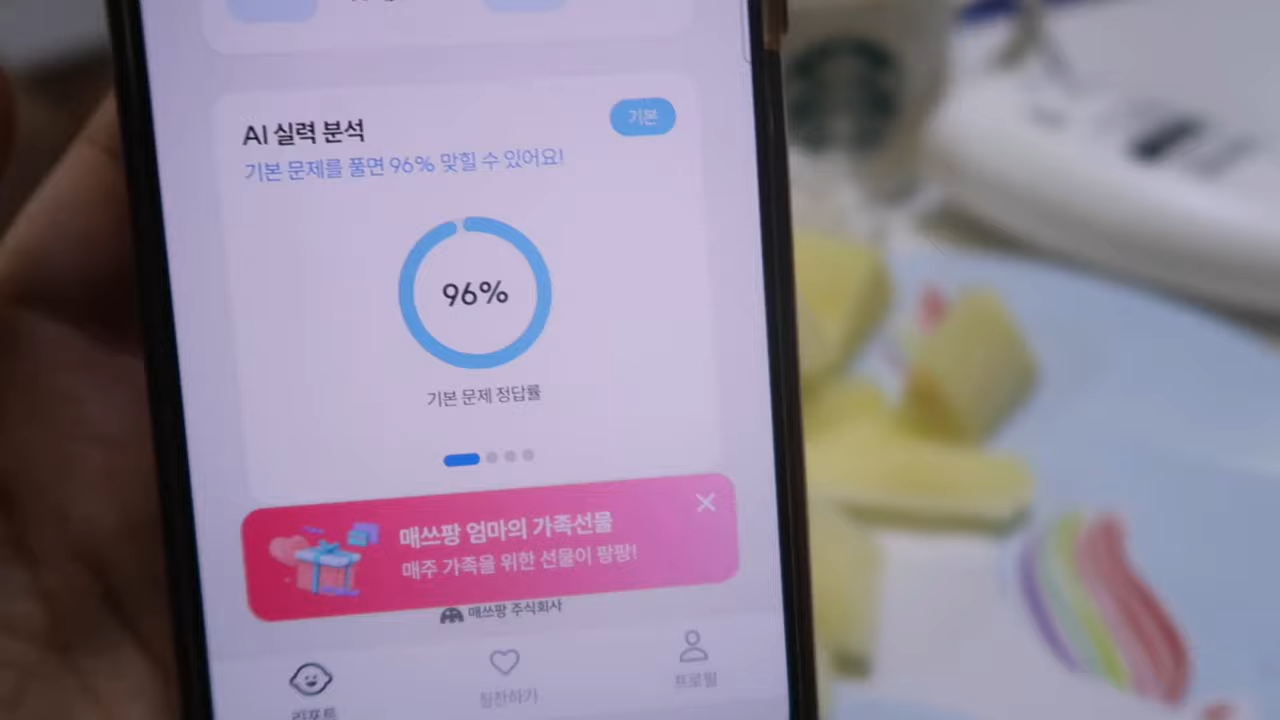 AI 실력 분석
기본
기본 문제를 풀면 96% 맞힐 수 있어요!
96%
기본 문제 정답률
매쓰팡 엄마의 가족선물
매주 가족을 위한 선물이 팡팡!
매쓰팡 주식회사
리포트
칭찬하기
프로필